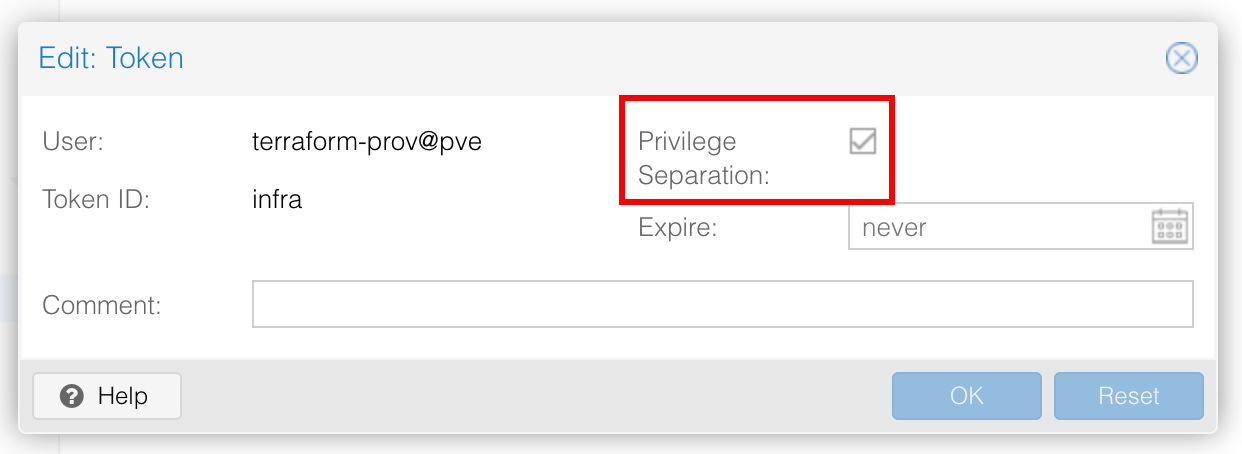 Edit: Token
User:
terraform-prov@pve
Token ID:
infra
Privilege
Separation:
Expire:
never
Comment:
Help
OK
Reset